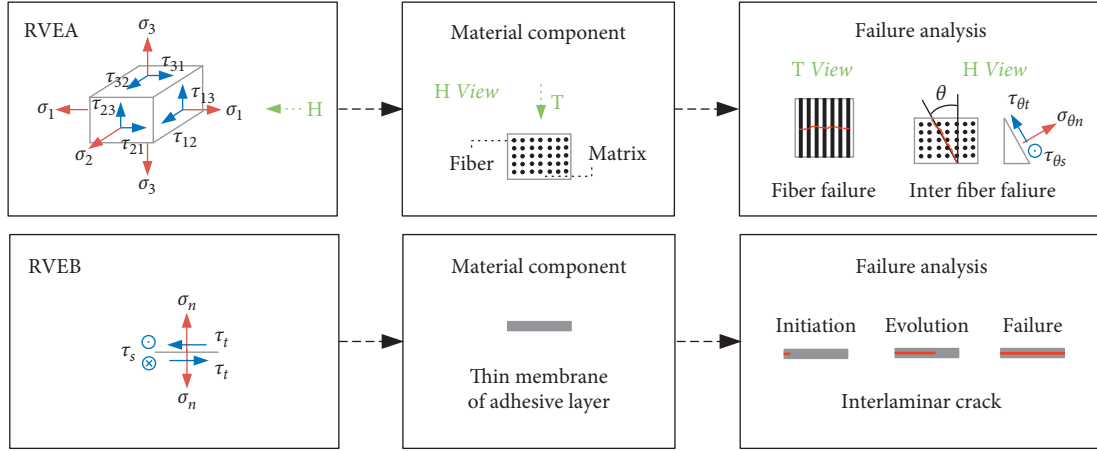 RVEA
σ3
τ31
τ32
τ13
τ23
σ1
σ1
H
τ12
τ21
σ2
σ3
Material component
H View
T
Fiber
Matrix
Failure analysis
T View
H View
θ
τθt
σθn
τθs
Fiber failure
Inter fiber faliure
RVEB
σn
τt
τs
τt
σn
Material component
Thin membrane
of adhesive layer
Failure analysis
Initiation
Evolution
Failure
Interlaminar crack